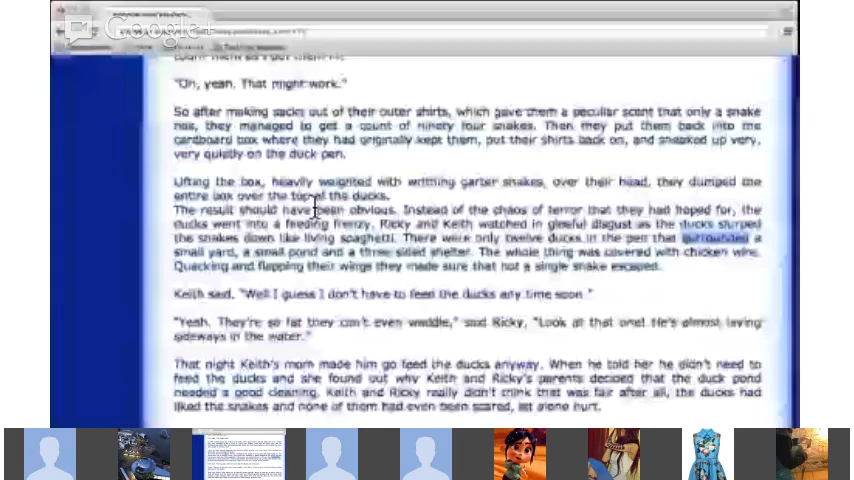 Google+
"Oh, yeah. That might work."
So after making sacks out of their outer shirts, which gave them a peculiar scent that only a snake
has, they managed to get a count of ninety four snakes. Then they put them back into the
cardboard box where they had originally kept them, put their shirts back on, and sneaked up very,
very quietly on the duck pen.
Lifting the box, heavily weighted with writhing garter snakes, over their head, they dumped the
entire box over the top of the ducks.
The result should have been obvious. Instead of the chaos of terror that they had hoped for, the
ducks went into a feeding frenzy. Ricky and Keith watched in gleeful disgust as the ducks slurped
the snakes down like living spaghetti. There were only twelve ducks in the pen that surrounded a
small yard, a small pond and a three sided shelter. The whole thing was covered with chicken wire.
Quacking and flapping their wings they made sure that not a single snake escaped.
Keith said, "Well I guess I don't have to feed the ducks any time soon."
"Yeah. They're so fat they can't even waddle," said Ricky, "Look at that one! He's almost laying
sideways in the water."
That night Keith's mom made him go feed the ducks anyway. When he told her he didn't need to
feed the ducks and she found out why Keith and Ricky's parents decided that the duck pond
needed a good cleaning. Keith and Ricky really didn't think that was fair after all, the ducks had
liked the snakes and none of them had even been scared, let alone hurt.